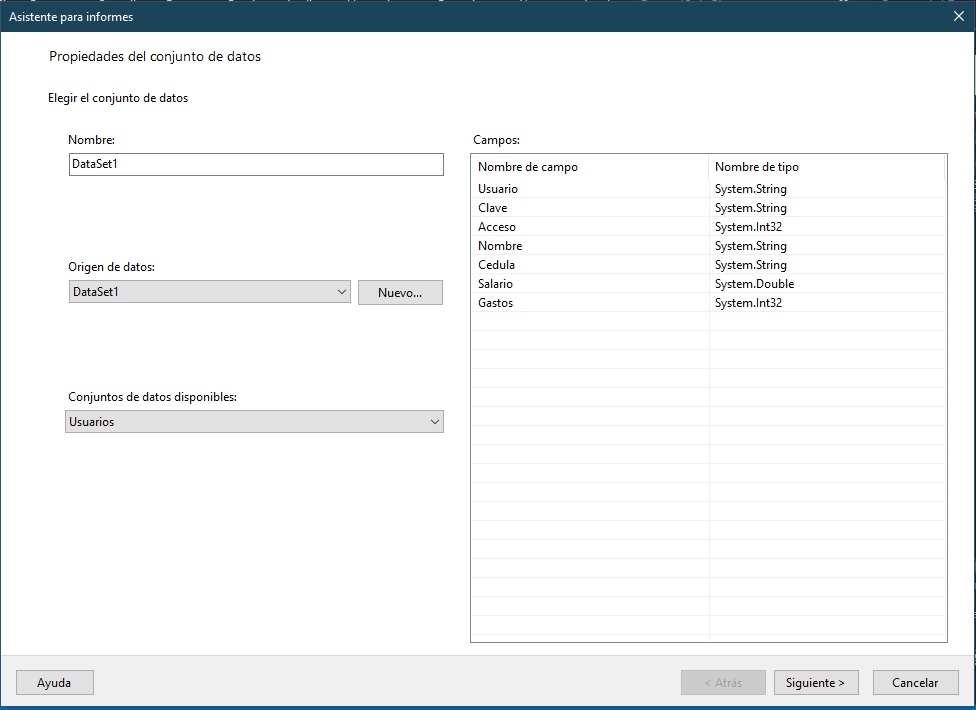 Asistente para informes
Propiedades del conjunto de datos
Elegir el conjunto de datos
Nombre:
DataSet1
Origen de datos:
DataSet1
Nuevo...
Conjuntos de datos disponibles:
Usuarios
Campos:
Nombre de campo Nombre de tipo
Usuario System.String
Clave System.String
Acceso System.Int32
Nombre System.String
Cedula System.String
Salario System.Double
Gastos System.Int32
Ayuda
< Atrás
Siguiente >
Cancelar